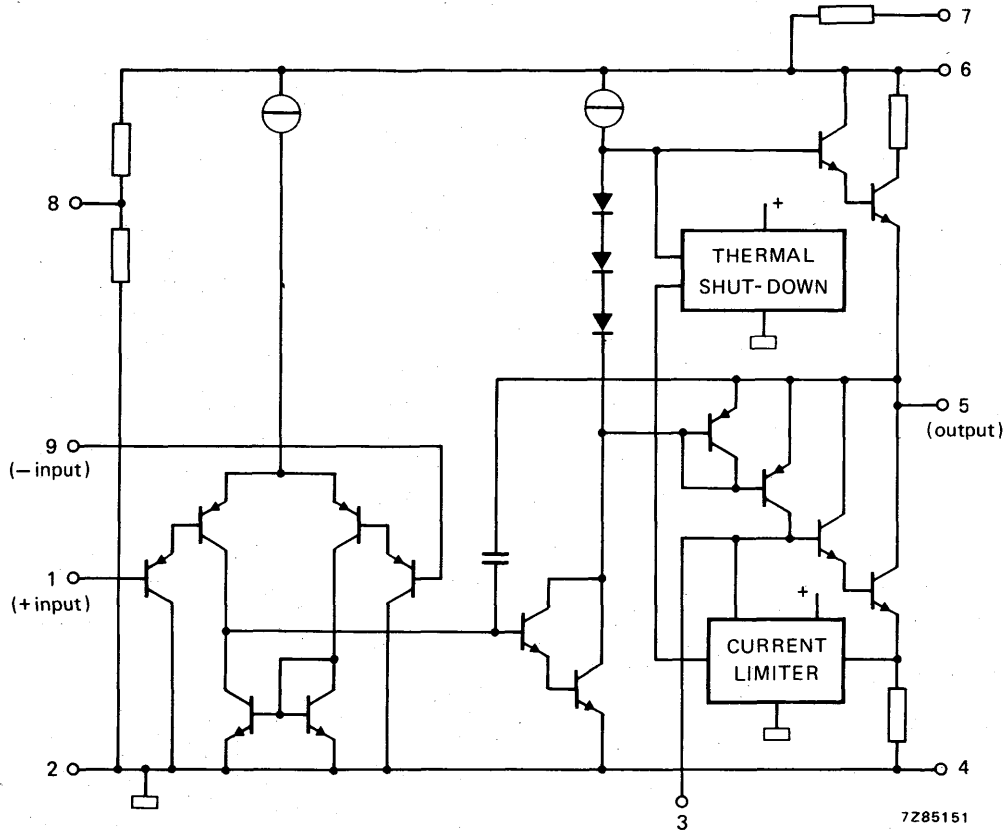 7
6
8
+
THERMAL
SHUT-DOWN
5
(output)
9
(−input)
1
(+input)
+
CURRENT
LIMITER
2
4
3
7Z85151